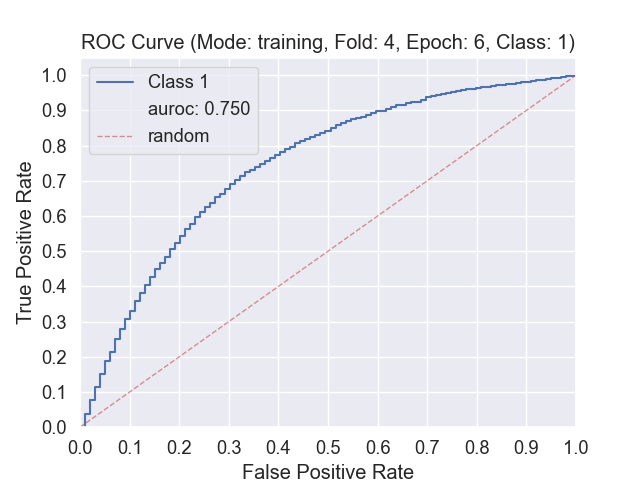 ROC Curve (Mode: training, Fold: 4, Epoch: 6, Class: 1)
Class 1
auroc: 0.750
random
True Positive Rate
1.0
0.9
0.8
0.7
0.6
0.5
0.4
0.3
0.2
0.1
0.0
0.0 0.1 0.2 0.3 0.4 0.5 0.6 0.7 0.8 0.9 1.0
False Positive Rate